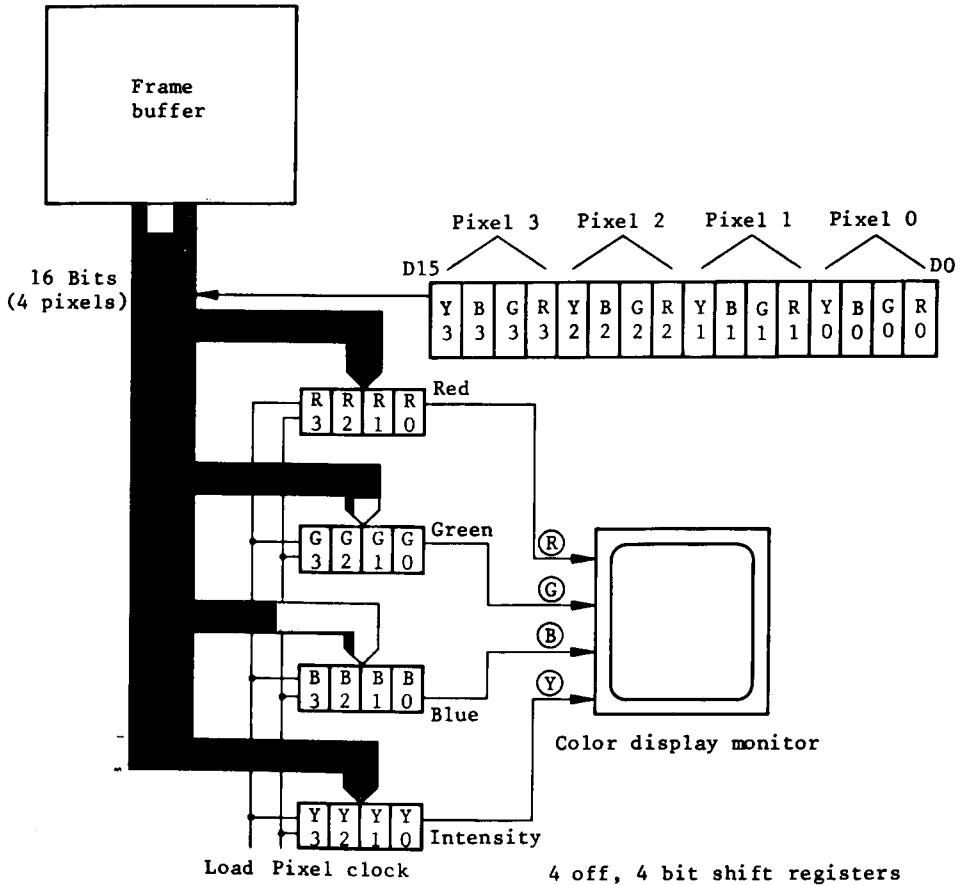 Frame
buffer
Pixel 3 Pixel 2 Pixel 1 Pixel 0
D15 D0
16 Bits
(4 pixels)
Y B G R Y B G R Y B G R Y B G R
3 3 3 3 2 2 2 2 1 1 1 1 0 0 0 0
Red
R R R R
3 2 1 0
Green
G G G G
3 2 1 0
R
G
B
Y
B B B B
3 2 1 0
Blue
Color display monitor
Y Y Y Y
3 2 1 0
Intensity
Load Pixel clock
4 off, 4 bit shift registers